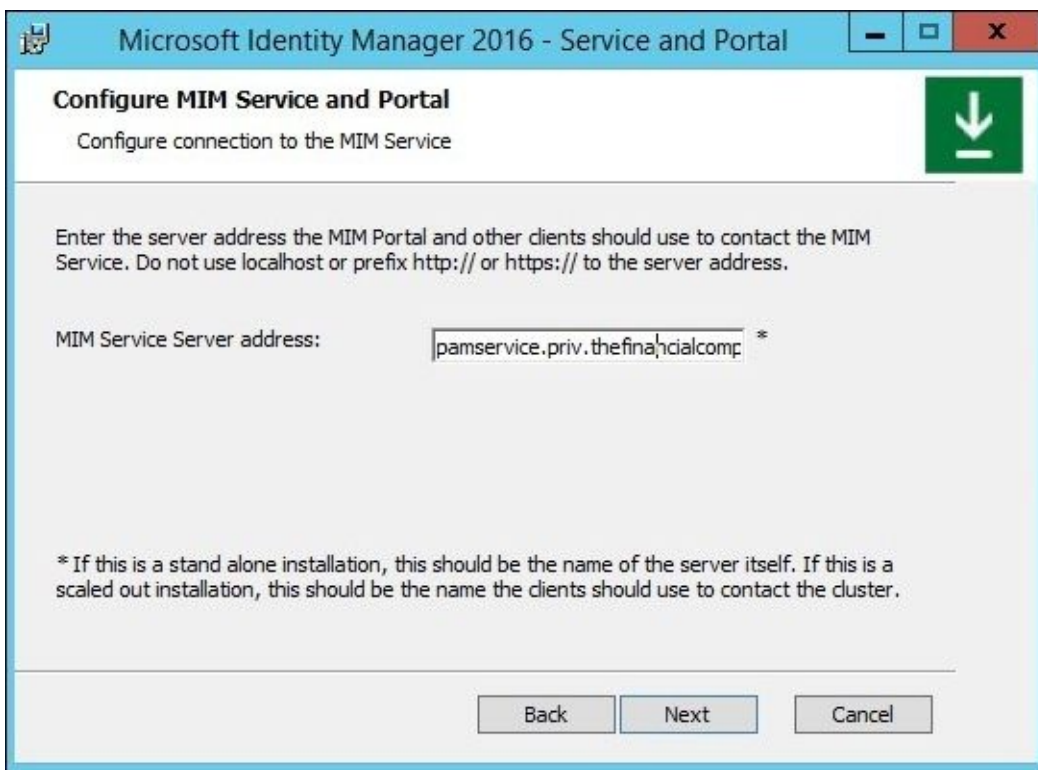 Microsoft Identity Manager 2016 - Service and Portal
Configure MIM Service and Portal
Configure connection to the MIM Service
Enter the server address the MIM Portal and other clients should use to contact the MIM
Service. Do not use localhost or prefix http:// or https:// to the server address.
MIM Service Server address: pamservice.priv.thefinancialcomp *
* If this is a stand alone installation, this should be the name of the server itself. If this is a
scaled out installation, this should be the name the clients should use to contact the cluster.
Back Next Cancel